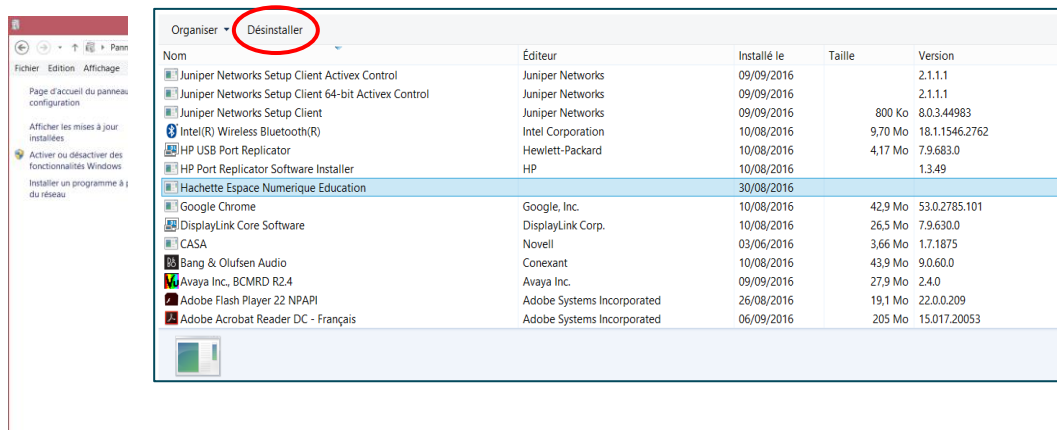 Pann
Fichier Edition Affichage
Page d'accueil du panneau
configuration
Afficher les mises à jour
installées
Activer ou désactiver des
fonctionnalités Windows
Installer un programme à
du réseau
Organiser Désinstaller
Nom Éditeur Installé le Taille Version
Juniper Networks Setup Client Activex Control Juniper Networks 09/09/2016 2.1.1.1
Juniper Networks Setup Client 64-bit Activex Control Juniper Networks 09/09/2016 2.1.1.1
Juniper Networks Setup Client Juniper Networks 09/09/2016 800 Ko 8.0.3.44983
Intel(R) Wireless Bluetooth(R) Intel Corporation 10/08/2016 9,70 Mo 18.1.1546.2762
HP USB Port Replicator Hewlett-Packard 10/08/2016 4,17 Mo 7.9.683.0
HP Port Replicator Software Installer HP 10/08/2016 1.3.49
Hachette Espace Numerique Education 30/08/2016
Google Chrome Google, Inc. 10/08/2016 42,9 Mo 53.0.2785.101
DisplayLink Core Software DisplayLink Corp. 10/08/2016 26,5 Mo 7.9.630.0
CASA Novell 03/06/2016 3,66 Mo 1.7.1875
Bang & Olufsen Audio Conexant 10/08/2016 43,9 Mo 9.0.60.0
Avaya Inc., BCMRD R2.4 Avaya Inc. 09/09/2016 27,9 Mo 2.4.0
Adobe Flash Player 22 NPAPI Adobe Systems Incorporated 26/08/2016 19,1 Mo 22.0.0.209
Adobe Acrobat Reader DC - Français Adobe Systems Incorporated 06/09/2016 205 Mo 15.017.20053